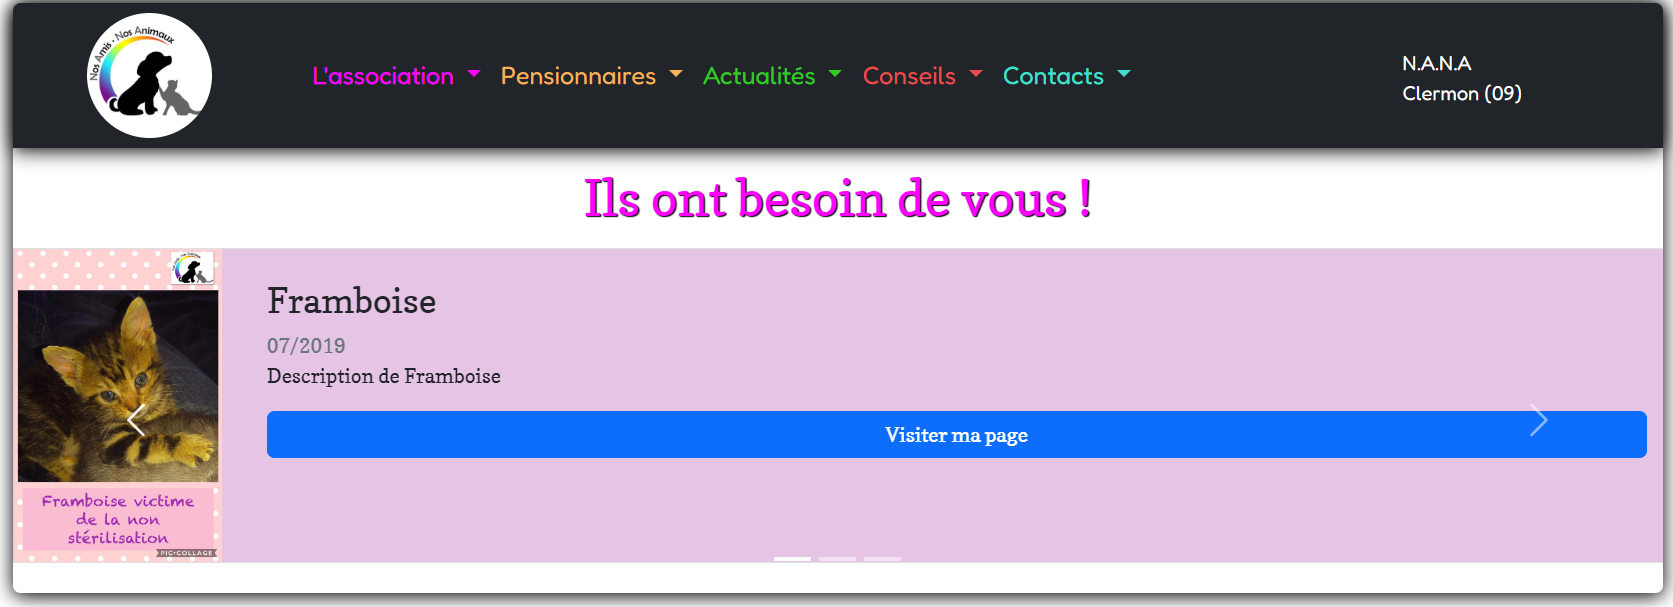 Nos Amis • Nos Animaux
L'association
Pensionnaires
Actualités
Conseils
Contacts
N.A.N.A
Clermon (09)
Ils ont besoin de vous !
Framboise
07/2019
Description de Framboise
Visiter ma page
Framboise victime
de la non
stérilisation
PIC•COLLAGE